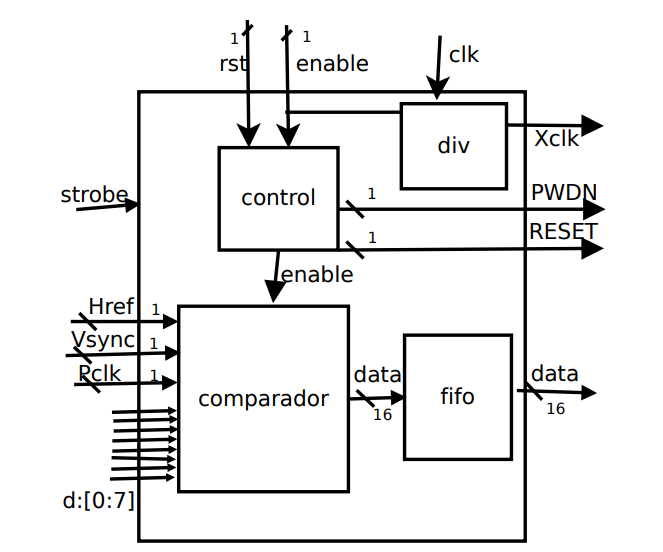 1
1
rst
enable
clk
div
Xclk
control
strobe
1
PWDN
1
RESET
enable
Href
1
Vsync
1
Pclk
1
comparador
data
16
fifo
data
16
d:[0:7]